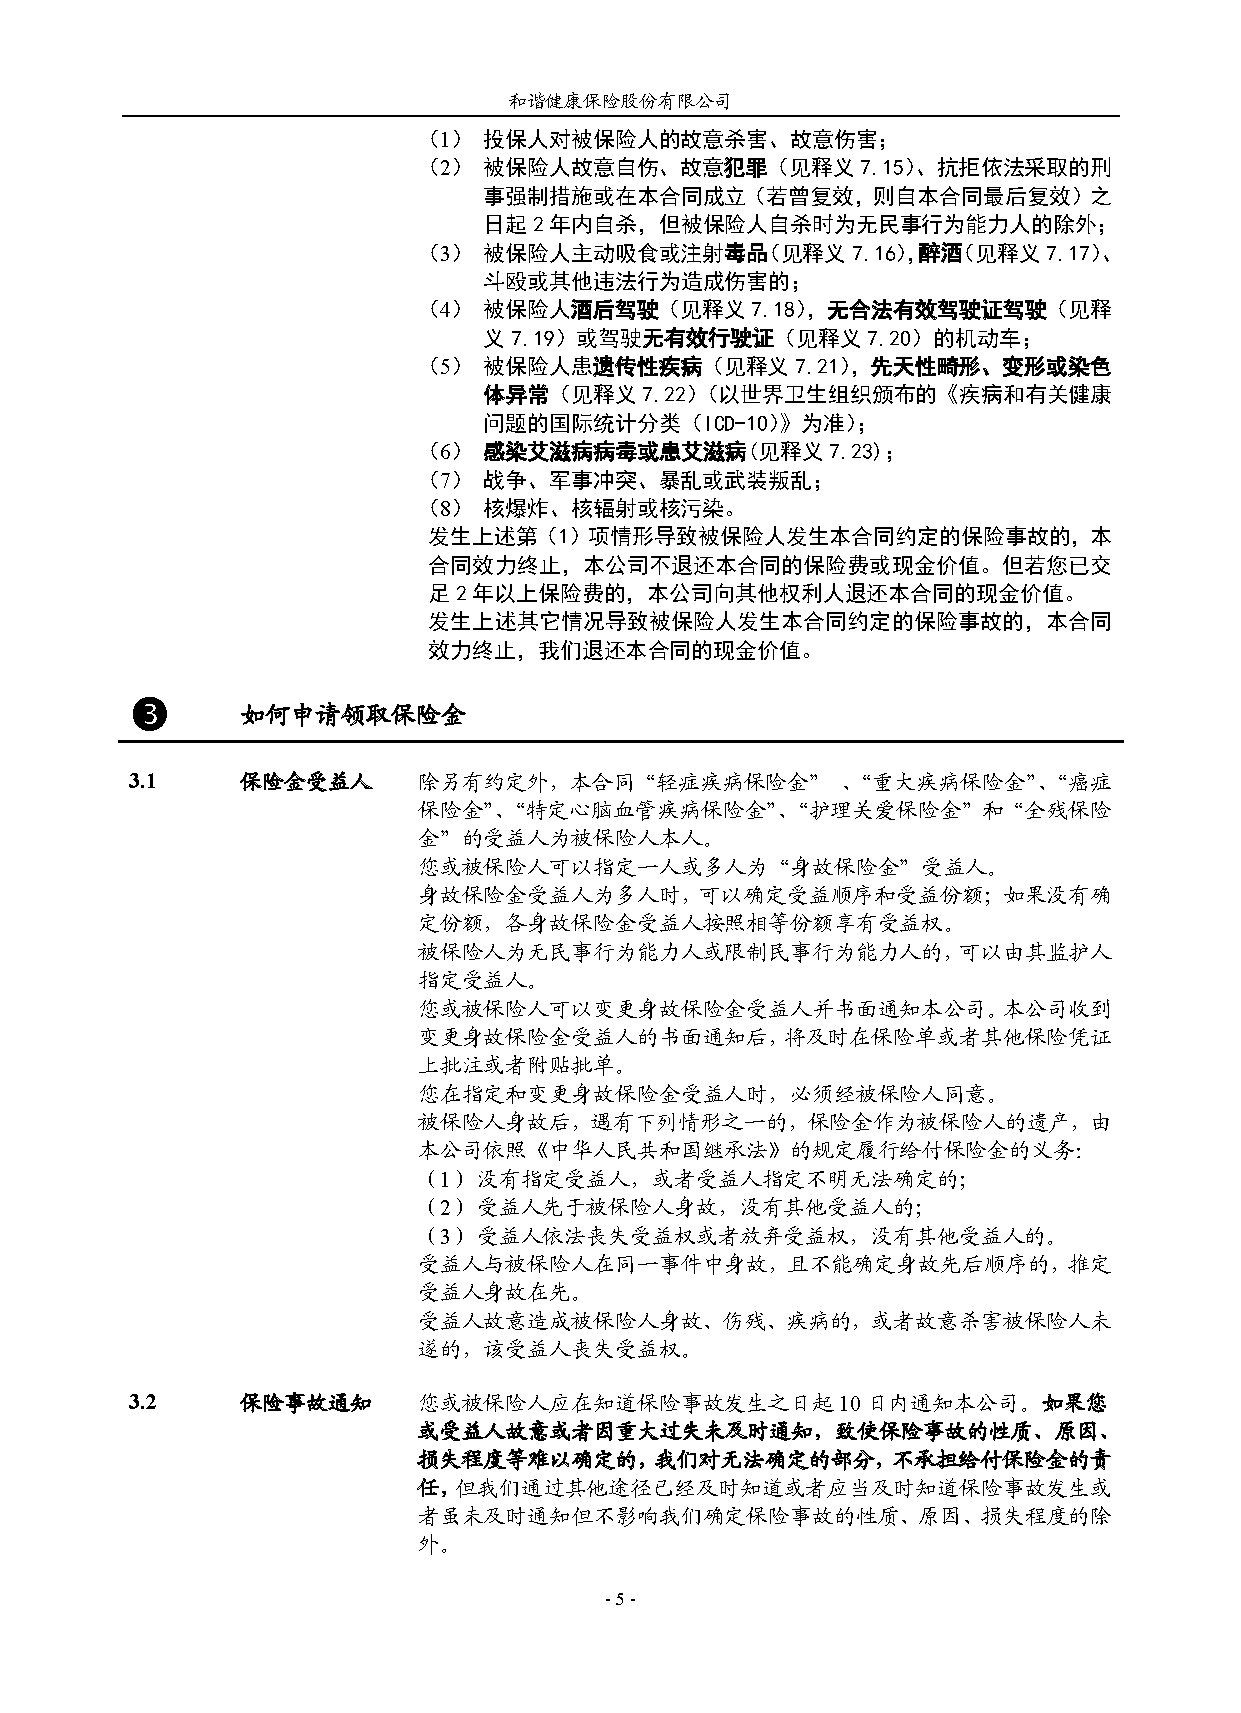 和谐健康保险股份有限公司
（1） 投保人对被保险人的故意杀害、故意伤害；
（2） 被保险人故意自伤、故意犯罪（见释义 7.15）、抗拒依法采取的刑
事强制措施或在本合同成立（若曾复效，则自本合同最后复效）之
日起 2 年内自杀，但被保险人自杀时为无民事行为能力人的除外；
（3） 被保险人主动吸食或注射毒品（见释义 7.16），醉酒（见释义 7.17）、
斗殴或其他违法行为造成伤害的；
（4） 被保险人酒后驾驶（见释义 7.18），无合法有效驾驶证驾驶（见释
义 7.19）或驾驶无有效行驶证（见释义 7.20）的机动车；
（5） 被保险人患遗传性疾病（见释义 7.21），先天性畸形、变形或染色
体异常（见释义 7.22）（以世界卫生组织颁布的《疾病和有关健康
问题的国际统计分类（ICD-10）》为准）；
（6） 感染艾滋病病毒或患艾滋病（见释义 7.23）；
（7） 战争、军事冲突、暴乱或武装叛乱；
（8） 核爆炸、核辐射或核污染。
发生上述第（1）项情形导致被保险人发生本合同约定的保险事故的，本
合同效力终止，本公司不退还本合同的保险费或现金价值。但若您已交
足 2 年以上保险费的，本公司向其他权利人退还本合同的现金价值。
发生上述其它情况导致被保险人发生本合同约定的保险事故的，本合同
效力终止，我们退还本合同的现金价值。
❸ 如何申请领取保险金
3.1 保险金受益人 除另有约定外，本合同“轻症疾病保险金” 、“重大疾病保险金”、“癌症
保险金”、“特定心脑血管疾病保险金”、“护理关爱保险金”和“全残保险
金”的受益人为被保险人本人。
您或被保险人可以指定一人或多人为“身故保险金”受益人。
身故保险金受益人为多人时，可以确定受益顺序和受益份额；如果没有确
定份额，各身故保险金受益人按照相等份额享有受益权。
被保险人为无民事行为能力人或限制民事行为能力人的，可以由其监护人
指定受益人。
您或被保险人可以变更身故保险金受益人并书面通知本公司。本公司收到
变更身故保险金受益人的书面通知后，将及时在保险单或者其他保险凭证
上批注或者附贴批单。
您在指定和变更身故保险金受益人时，必须经被保险人同意。
被保险人身故后，遇有下列情形之一的，保险金作为被保险人的遗产，由
本公司依照《中华人民共和国继承法》的规定履行给付保险金的义务：
（1） 没有指定受益人，或者受益人指定不明无法确定的；
（2） 受益人先于被保险人身故，没有其他受益人的；
（3） 受益人依法丧失受益权或者放弃受益权，没有其他受益人的。
受益人与被保险人在同一事件中身故，且不能确定身故先后顺序的，推定
受益人身故在先。
受益人故意造成被保险人身故、伤残、疾病的，或者故意杀害被保险人未
遂的，该受益人丧失受益权。
3.2 保险事故通知 您或被保险人应在知道保险事故发生之日起 10 日内通知本公司。如果您
或受益人故意或者因重大过失未及时通知，致使保险事故的性质、原因、
损失程度等难以确定的，我们对无法确定的部分，不承担给付保险金的责
任，但我们通过其他途径已经及时知道或者应当及时知道保险事故发生或
者虽未及时通知但不影响我们确定保险事故的性质、原因、损失程度的除
外。
- 5 -